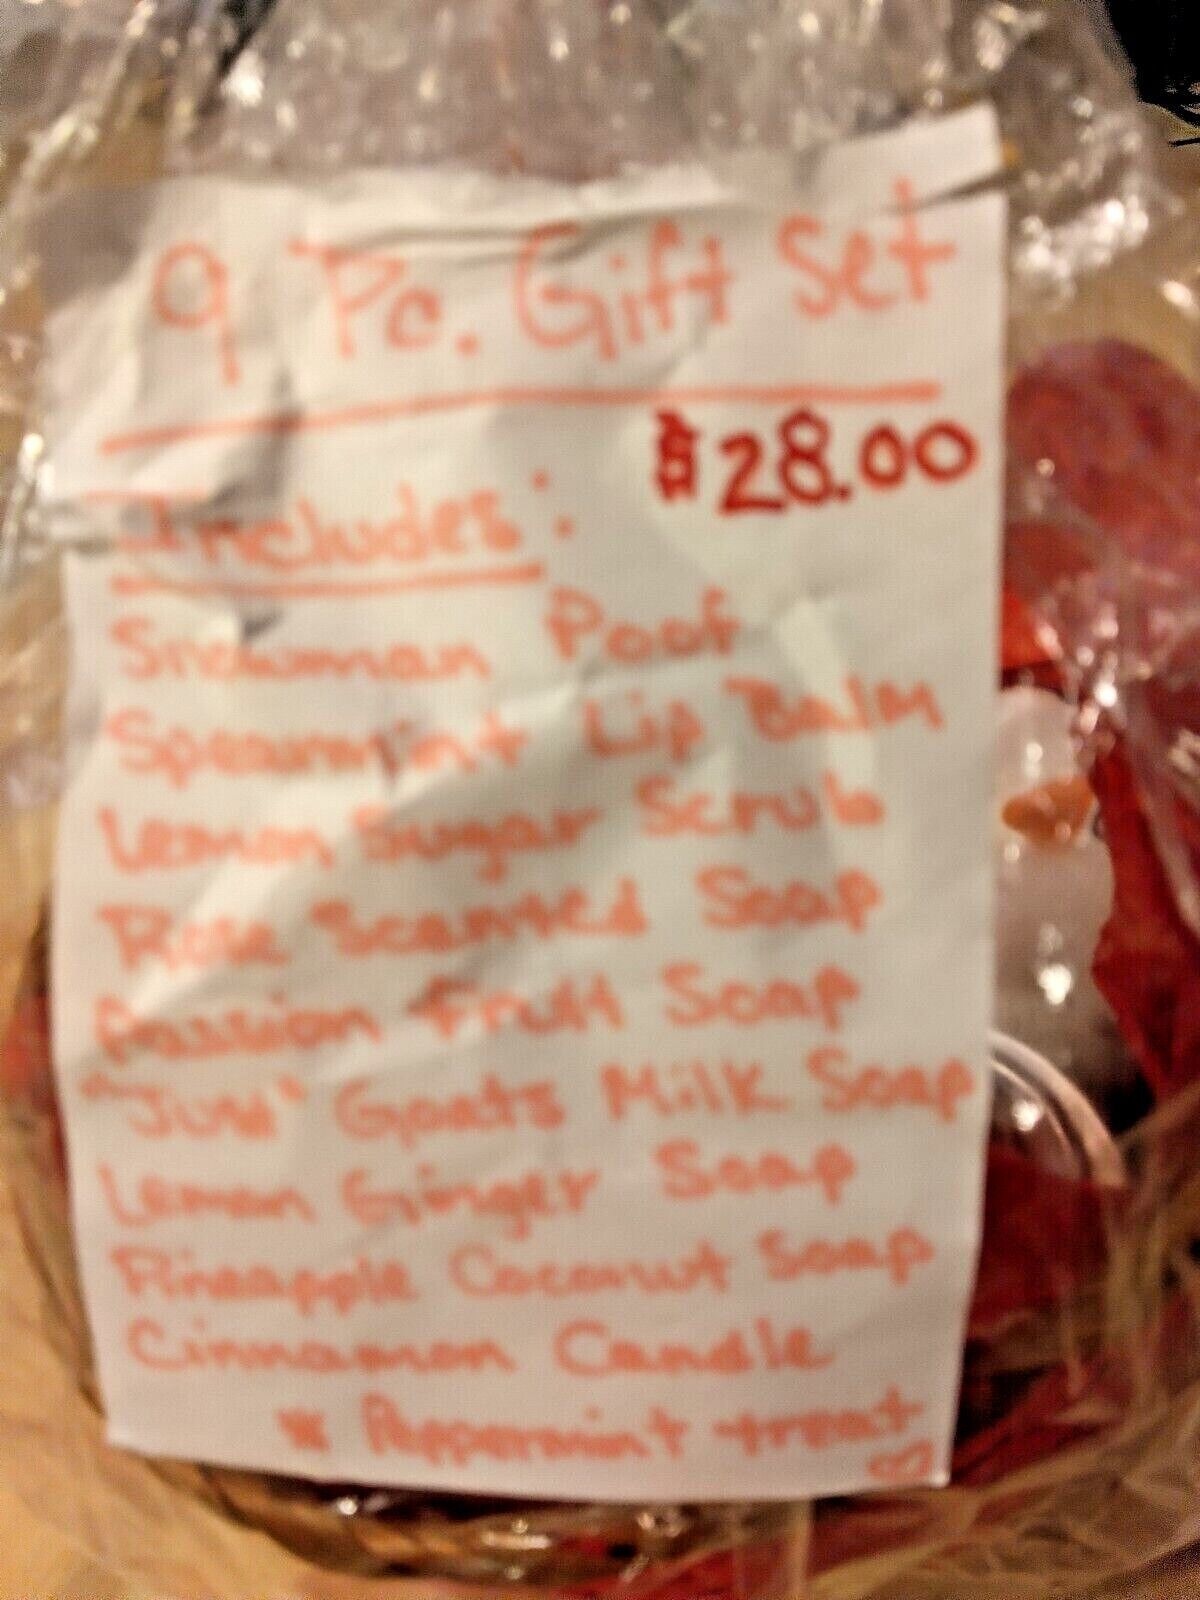 9 Pc. Gift Set
$28.00
Includes:
Snowman Poof
Spearmint Lip Balm
Lemon Sugar Scrub
Rose Scented Soap
Passion Fruit Soap
Goats Milk Soap
Lemon Ginger Soap
Pineapple Coconut Soap
Cinnamon Candle
* Peppermint treat
♡